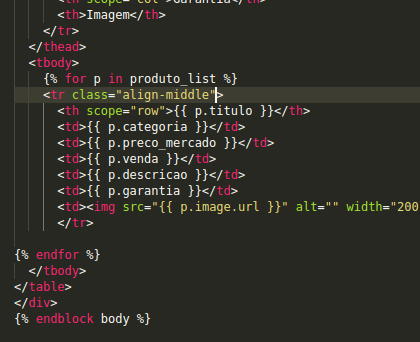 <th scope="col">Garantia</th>
<th>Imagem</th>
</tr>
</thead>
<tbody>
{% for p in produto_list %}
<tr class="align-middle">
<th scope="row">{{ p.titulo }}</th>
<td>{{ p.categoria }}</td>
<td>{{ p.preco_mercado }}</td>
<td>{{ p.venda }}</td>
<td>{{ p.descricao }}</td>
<td>{{ p.garantia }}</td>
<td><img src="{{ p.image.url }}" alt="" width="200
</tr>
{% endfor %}
</tbody>
</table>
</div>
{% endblock body %}